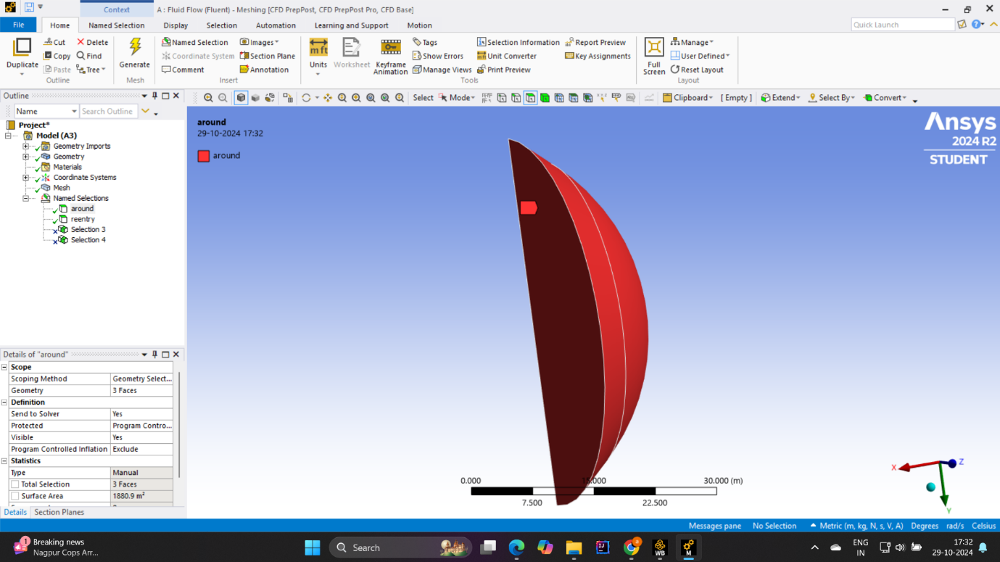 Context
A : Fluid Flow (Fluent) - Meshing [CFD PrepPost, CFD PrepPost Pro, CFD Base]
File Home Named Selection Display Selection Automation Learning and Support Motion
Quick Launch
Duplicate
Cut
Copy
Paste
Delete
Find
Tree
Outline
Generate
Mesh
Named Selection
Coordinate System
Comment
Images
Section Plane
Annotation
Insert
mft
Units
Worksheet
Keyframe
Animation
Tags
Show Errors
Manage Views
Selection Information
Unit Converter
Print Preview
Report Preview
Key Assignments
Tools
Full
Screen
Manage
User Defined
Reset Layout
Layout
Outline
Name
Search Outline
Select Mode Clipboard [ Empty ] Extend Select By Convert
Project*
Model (A3)
Geometry Imports
Geometry
Materials
Coordinate Systems
Mesh
Named Selections
around
reentry
Selection 3
Selection 4
around
29-10-2024 17:32
around
Ansys
2024 R2
STUDENT
Details of "around"
Scope
Scoping Method Geometry Select...
Geometry 3 Faces
Definition
Send to Solver Yes
Protected Program Contro...
Visible Yes
Program Controlled Inflation Exclude
Statistics
Type Manual
Total Selection 3 Faces
Surface Area 1880.9 m²
Details Section Planes
0.000 15.000 30.000 (m)
7.500 22.500
X
Z
Y
Messages pane No Selection Metric (m, kg, N, s, V, A) Degrees rad/s Celsius
1
Breaking news
Nagpur Cops Arr...
Search
WB
M
ENG
IN
17:32
29-10-2024